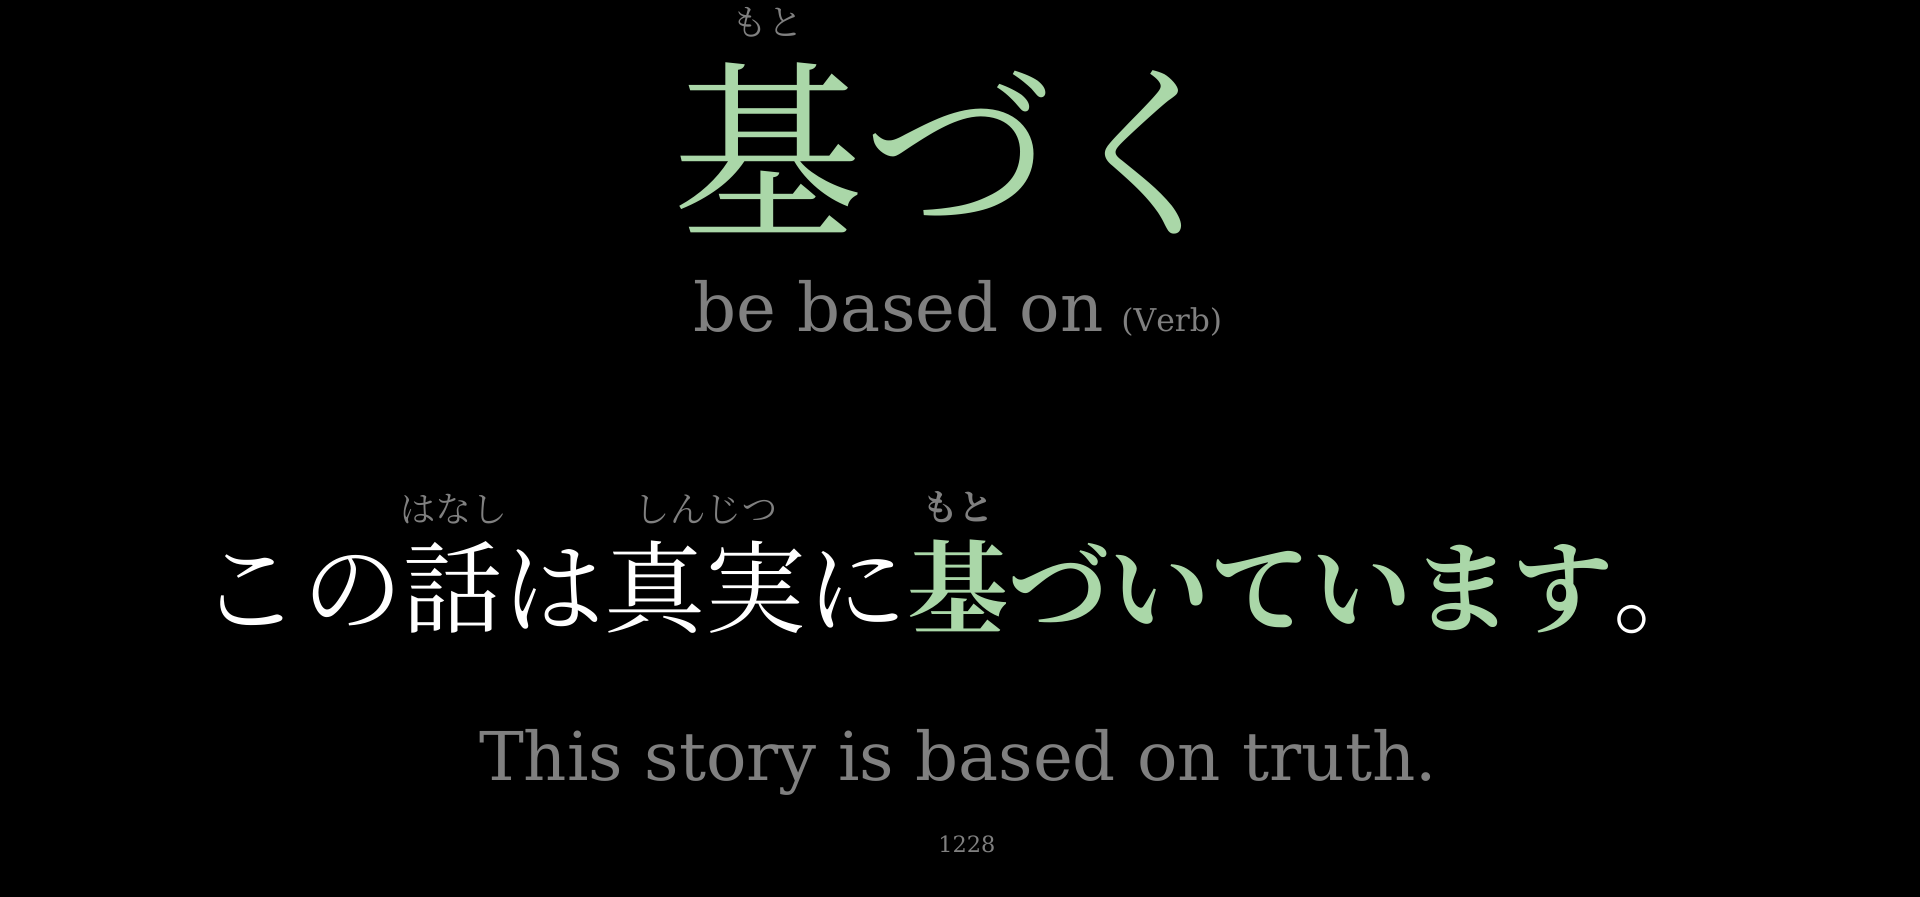 もと
基づく
be based on (Verb)
はなし しんじつ もと
この話は真実に基づいています。
This story is based on truth.
1228